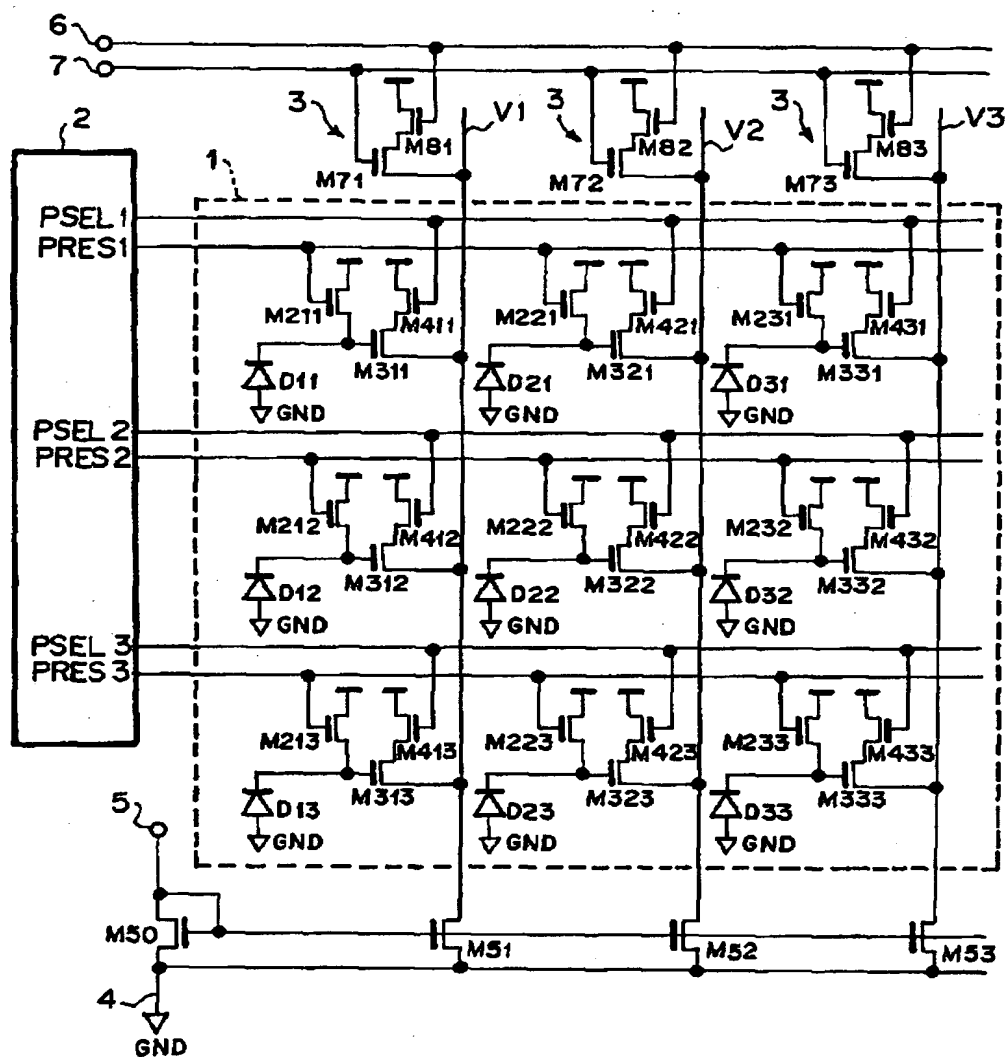 6
7
2
3 V1 3 V2 3 V3
M81 M82 M83
1
M71 M72 M73
PSEL 1
PRES 1
M211 M411 M221 M421 M231 M431
M311 M321 M331
D11 D21 D31
GND GND GND
PSEL 2
PRES 2
M212 M412 M222 M422 M232 M432
M312 M322 M332
D12 D22 D32
GND GND GND
PSEL 3
PRES 3
M213 M413 M223 M423 M233 M433
M313 M323 M333
D13 D23 D33
GND GND GND
5
M50 M51 M52 M53
4
GND